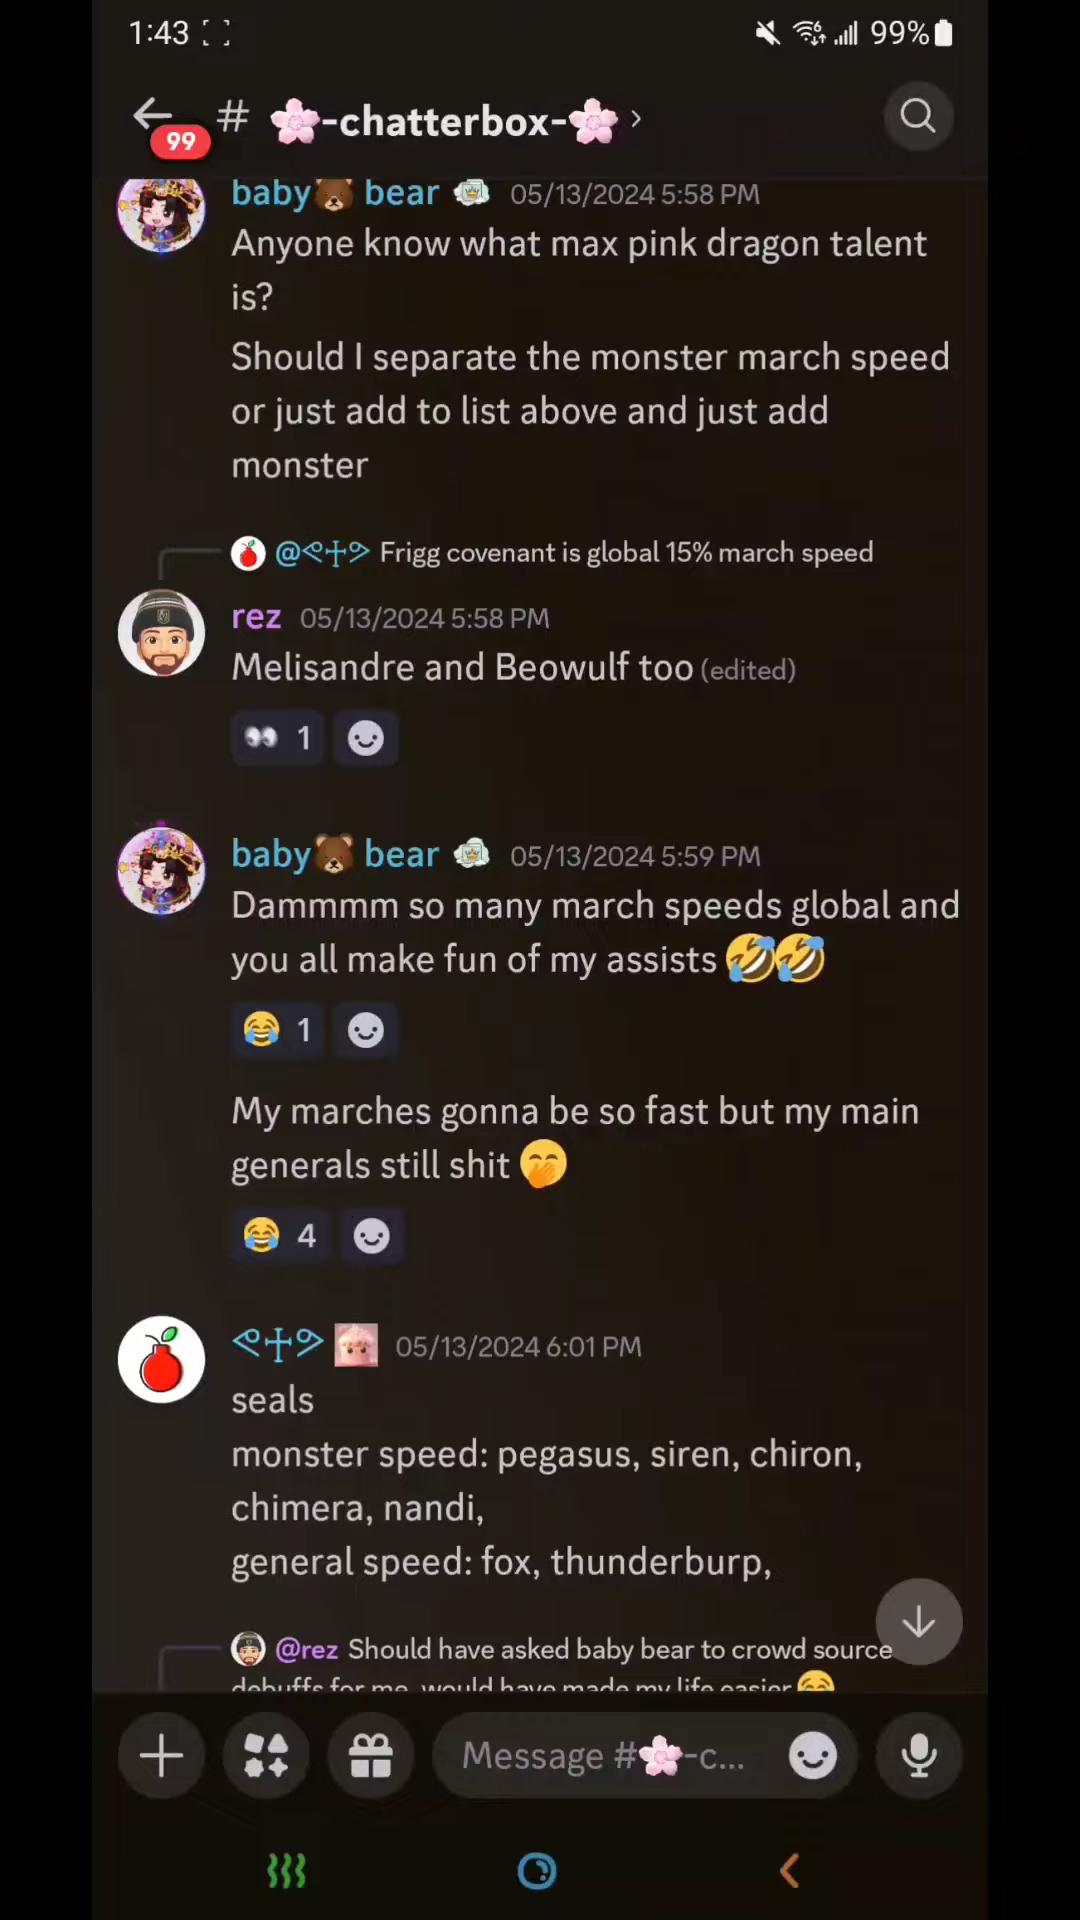 1:43 99%
# 🌸-chatterbox-🌸 ›
99
baby🐻 bear 05/13/2024 5:58 PM
Anyone know what max pink dragon talent
is?
Should I separate the monster march speed
or just add to list above and just add
monster
@<°┼°> Frigg covenant is global 15% march speed
rez 05/13/2024 5:58 PM
Melisandre and Beowulf too (edited)
👀 1
baby🐻 bear 05/13/2024 5:59 PM
Dammmm so many march speeds global and
you all make fun of my assists 🤣🤣
😂 1
My marches gonna be so fast but my main
generals still shit 🤭
😂 4
05/13/2024 6:01 PM
seals
monster speed: pegasus, siren, chiron,
chimera, nandi,
general speed: fox, thunderburp,
@rez Should have asked baby bear to crowd source
debuffs for me, would have made my life easier 😂
Message #🌸-c...